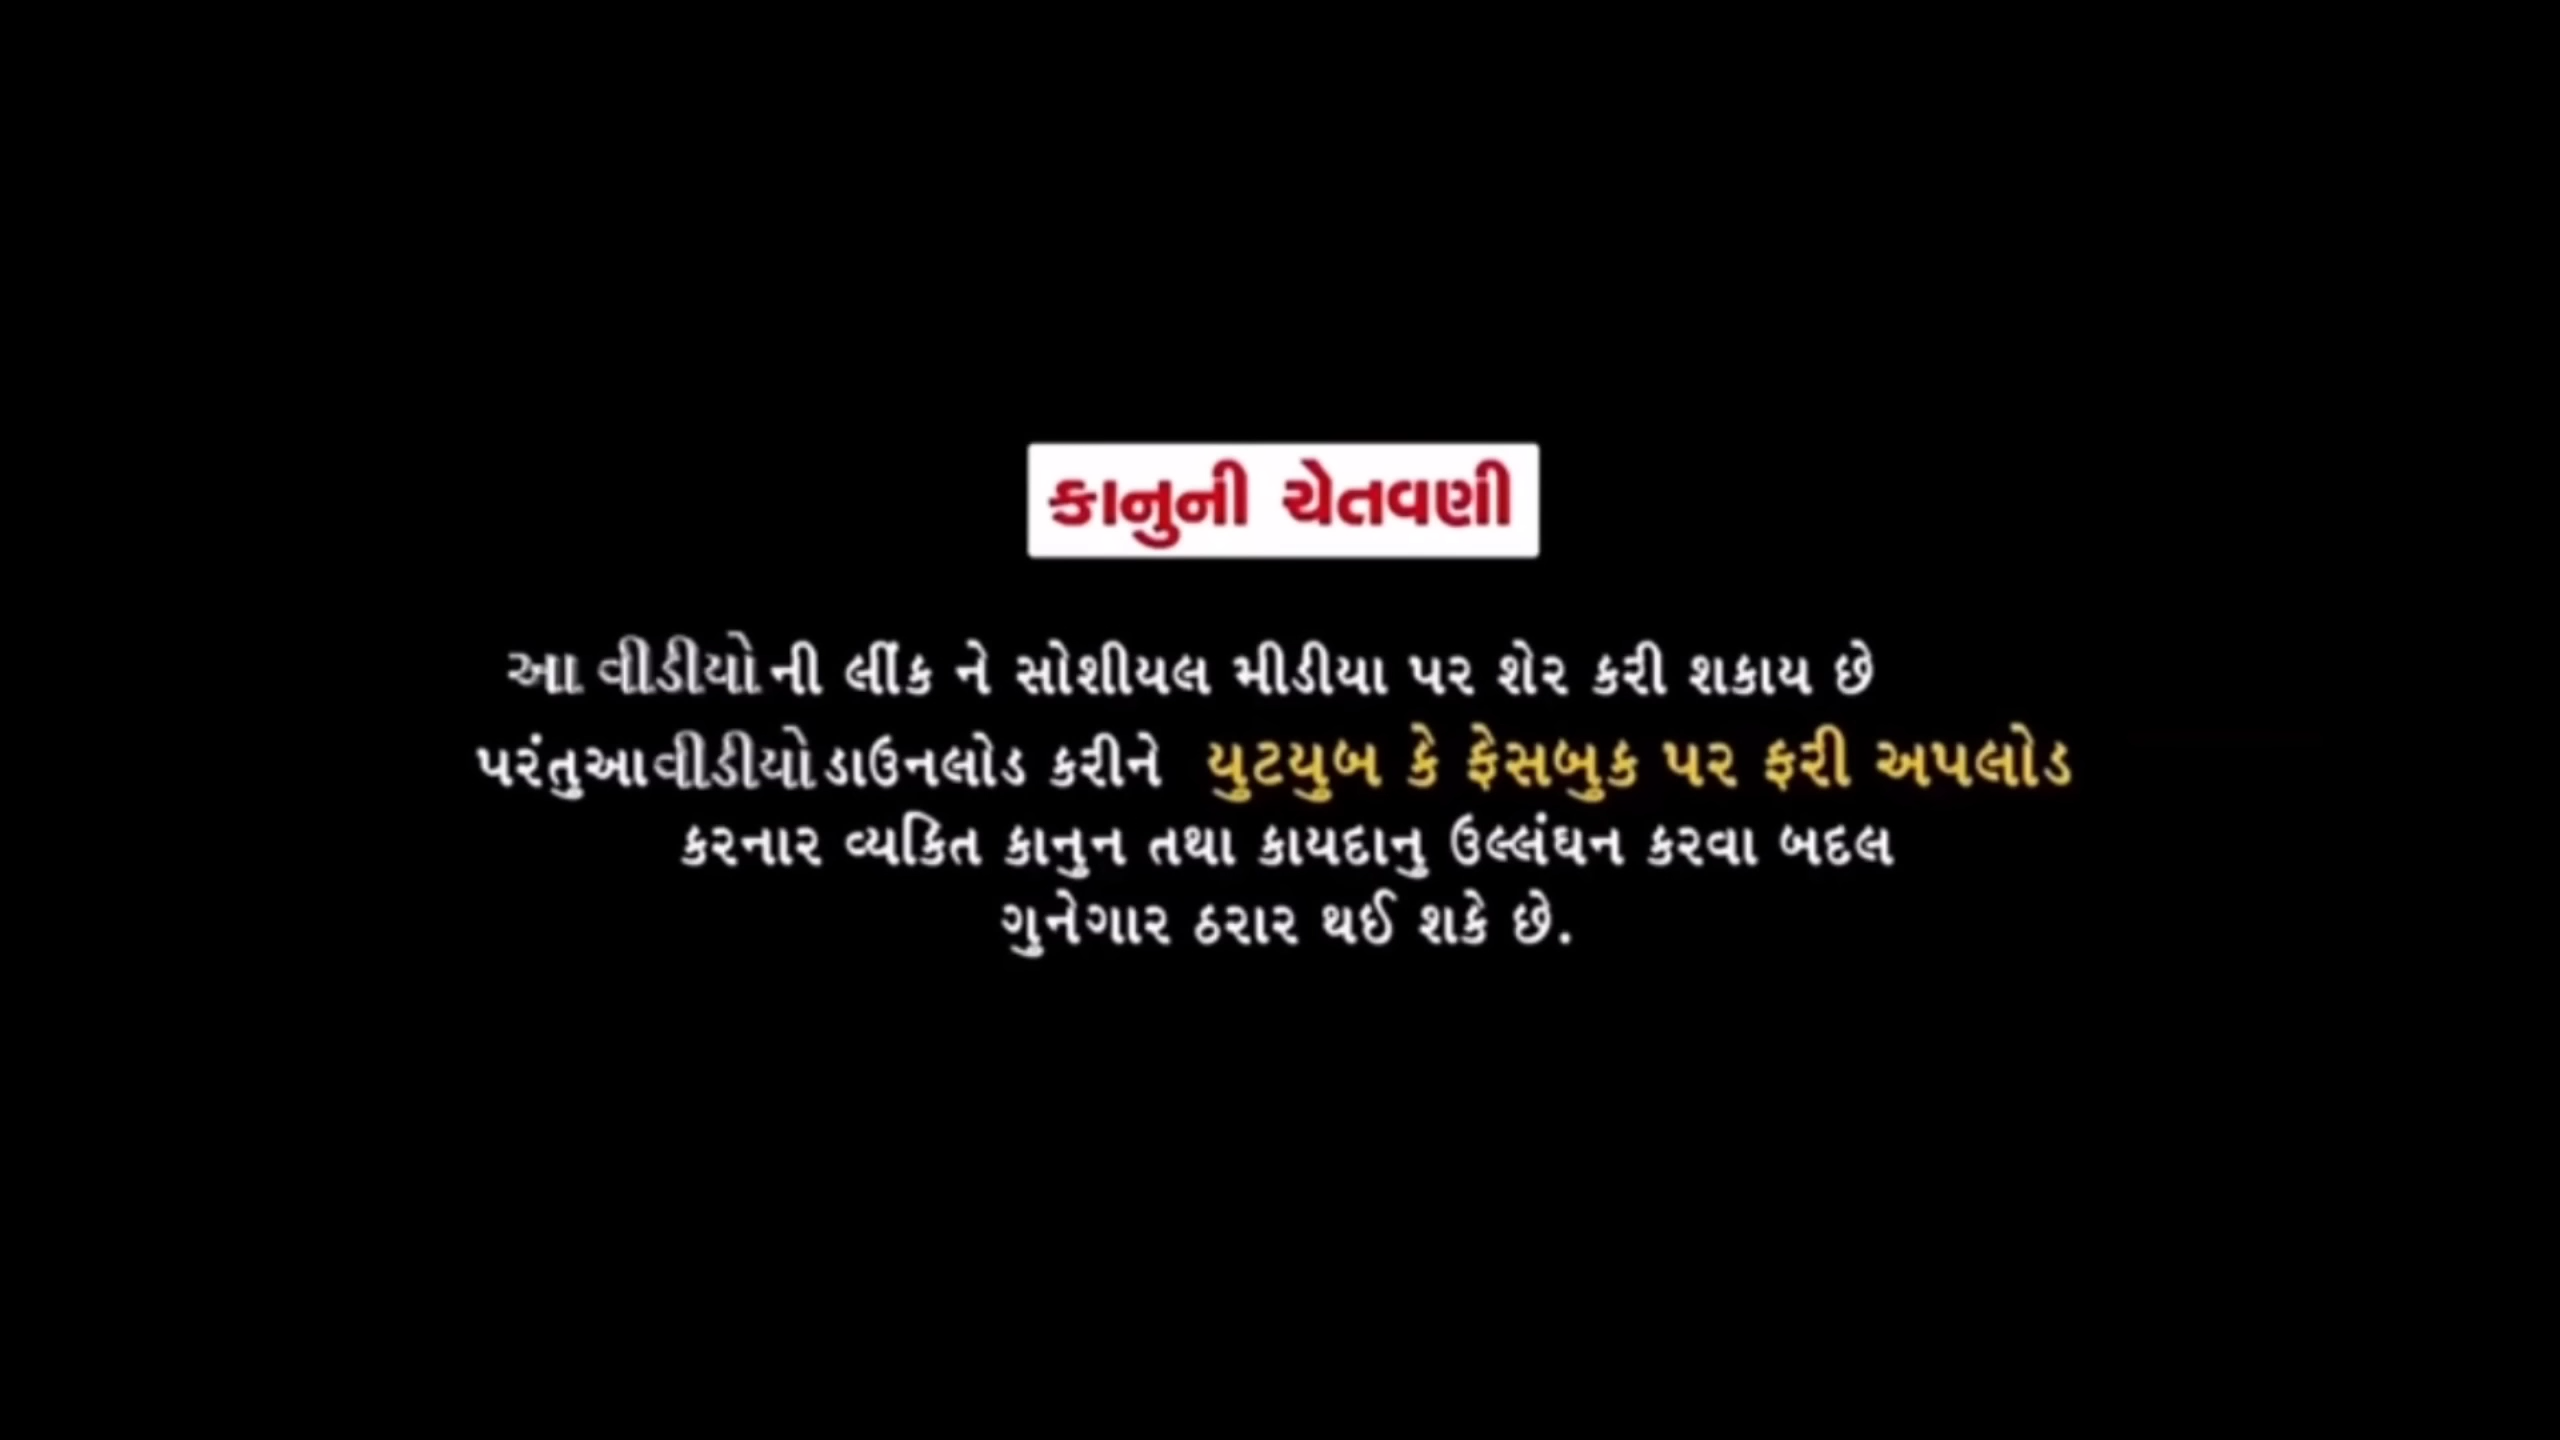 કાનુની ચેતવણી
આ વીડીયો ની લીંક ને સોશીયલ મીડીયા પર શેર કરી શકાય છે
પરંતુઆવીડીયો ડાઉનલોડ કરીને યુટયુબ કે ફેસબુક પર ફરી અપલોડ
કરનાર વ્યકિત કાનુન તથા કાયદાનુ ઉલ્લંઘન કરવા બદલ
ગુનેગાર ઠરાર થઈ શકે છે.